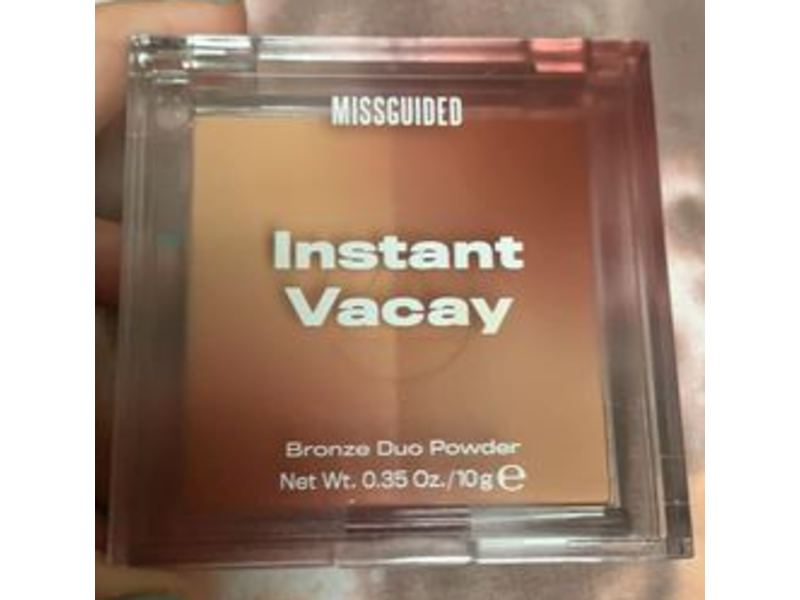 MISSGUIDED
Instant
Vacay
Bronze Duo Powder
Net Wt. 0.35 Oz./10g ℮